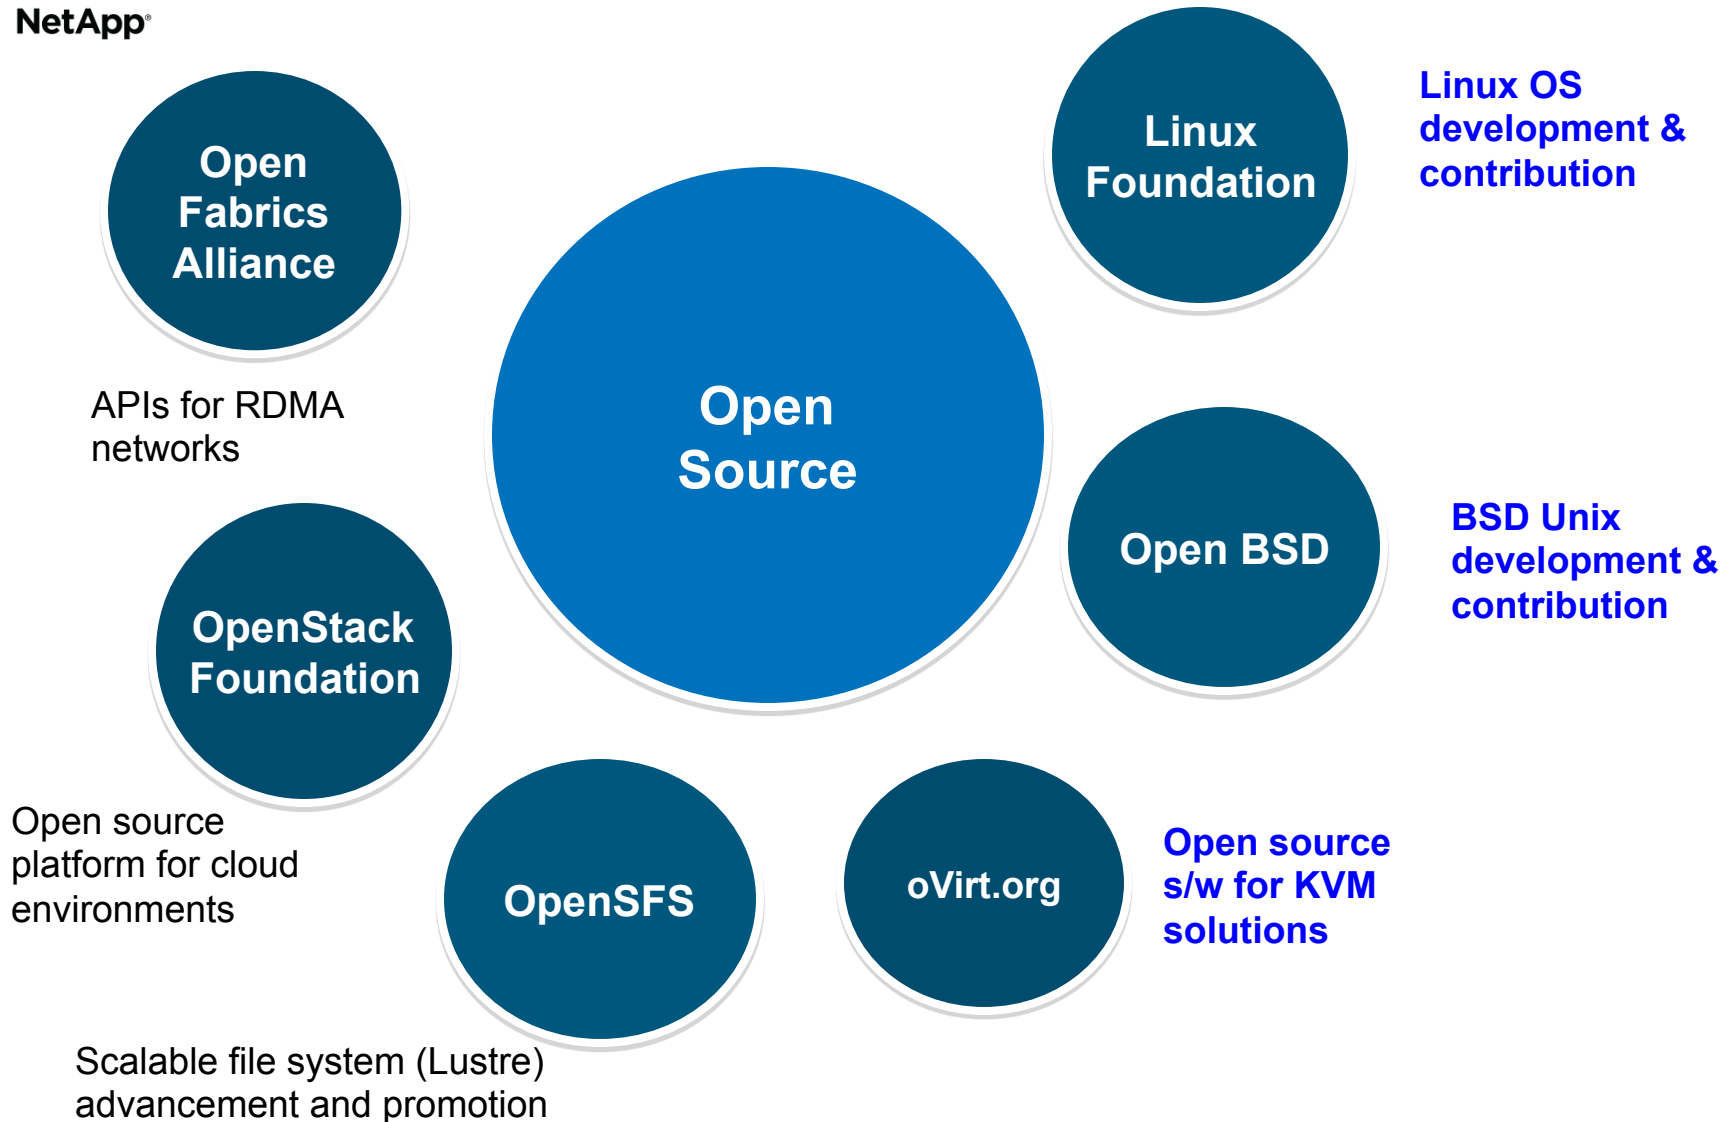 NetApp®
Open
Fabrics
Alliance
APIs for RDMA
networks
OpenStack
Foundation
Open source
platform for cloud
environments
OpenSFS
Scalable file system (Lustre)
advancement and promotion
Open
Source
Linux
Foundation
Linux OS
development &
contribution
Open BSD
BSD Unix
development &
contribution
oVirt.org
Open source
s/w for KVM
solutions